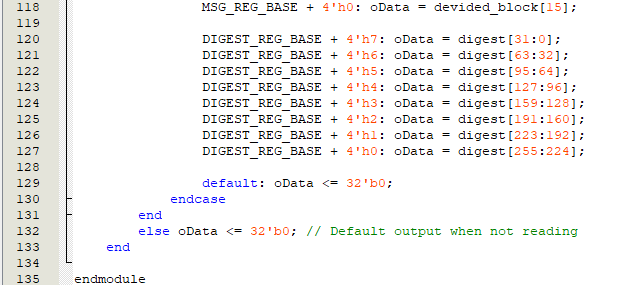 118 MSG_REG_BASE + 4'h0: oData = devided_block[15];
119
120 DIGEST_REG_BASE + 4'h7: oData = digest[31:0];
121 DIGEST_REG_BASE + 4'h6: oData = digest[63:32];
122 DIGEST_REG_BASE + 4'h5: oData = digest[95:64];
123 DIGEST_REG_BASE + 4'h4: oData = digest[127:96];
124 DIGEST_REG_BASE + 4'h3: oData = digest[159:128];
125 DIGEST_REG_BASE + 4'h2: oData = digest[191:160];
126 DIGEST_REG_BASE + 4'h1: oData = digest[223:192];
127 DIGEST_REG_BASE + 4'h0: oData = digest[255:224];
128
129 default: oData <= 32'b0;
130 endcase
131 end
132 else oData <= 32'b0; // Default output when not reading
133 end
134
135 endmodule